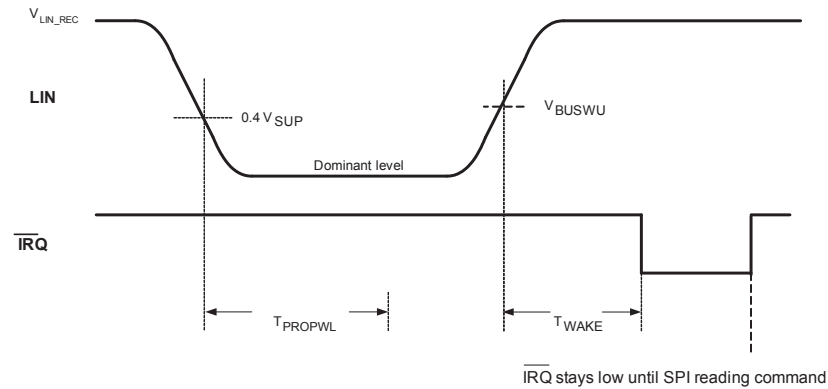 VLIN_REC
LIN
0.4 VSUP
VBUSWU
Dominant level
IRQ
TPROPWL
TWAKE
IRQ stays low until SPI reading command